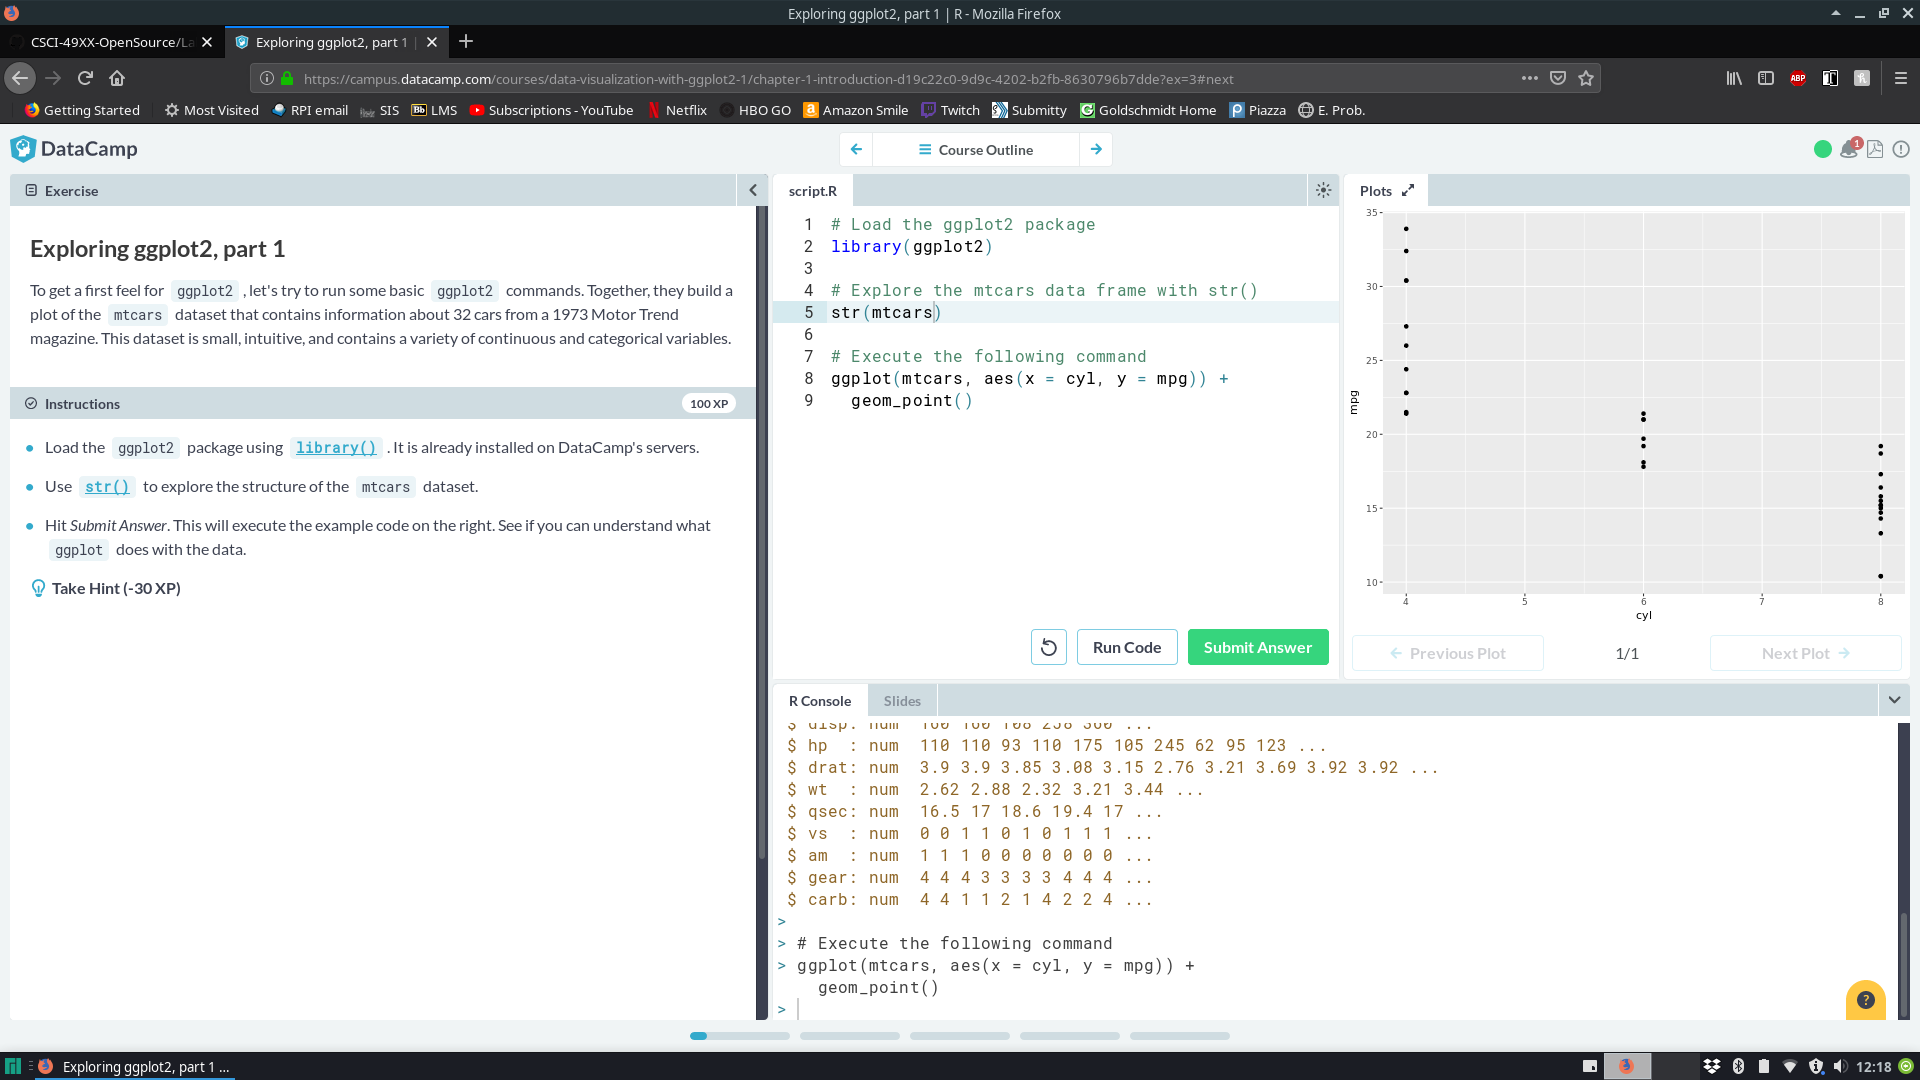 Exploring ggplot2, part 1 | R - Mozilla Firefox
CSCI-49XX-OpenSource/La
Exploring ggplot2, part 1 |
https://campus.datacamp.com/courses/data-visualization-with-ggplot2-1/chapter-1-introduction-d19c22c0-9d9c-4202-b2fb-8630796b7dde?ex=3#next
ABP
Getting Started
Most Visited
RPI email
SIS
Bb LMS
Subscriptions - YouTube
Netflix
HBO GO
Amazon Smile
Twitch
Submitty
Goldschmidt Home
Piazza
E. Prob.
DataCamp
Course Outline
1
Exercise
Exploring ggplot2, part 1
To get a first feel for ggplot2 , let's try to run some basic ggplot2 commands. Together, they build a
plot of the mtcars dataset that contains information about 32 cars from a 1973 Motor Trend
magazine. This dataset is small, intuitive, and contains a variety of continuous and categorical variables.
Instructions
100 XP
Load the ggplot2 package using library() . It is already installed on DataCamp's servers.
Use str() to explore the structure of the mtcars dataset.
Hit Submit Answer. This will execute the example code on the right. See if you can understand what
ggplot does with the data.
Take Hint (-30 XP)
script.R
1 # Load the ggplot2 package
2 library(ggplot2)
3
4 # Explore the mtcars data frame with str()
5 str(mtcars)
6
7 # Execute the following command
8 ggplot(mtcars, aes(x = cyl, y = mpg)) +
9 geom_point()
Run Code
Submit Answer
Plots
35
30
25
20
15
10
mpg
4 5 6 7 8
cyl
Previous Plot
1/1
Next Plot
R Console
Slides
$ disp: num 160 160 108 258 360 ...
$ hp : num 110 110 93 110 175 105 245 62 95 123 ...
$ drat: num 3.9 3.9 3.85 3.08 3.15 2.76 3.21 3.69 3.92 3.92 ...
$ wt : num 2.62 2.88 2.32 3.21 3.44 ...
$ qsec: num 16.5 17 18.6 19.4 17 ...
$ vs : num 0 0 1 1 0 1 0 1 1 1 ...
$ am : num 1 1 1 0 0 0 0 0 0 0 ...
$ gear: num 4 4 4 3 3 3 3 4 4 4 ...
$ carb: num 4 4 1 1 2 1 4 2 2 4 ...
>
> # Execute the following command
> ggplot(mtcars, aes(x = cyl, y = mpg)) +
geom_point()
>
?
Exploring ggplot2, part 1 ...
12:18